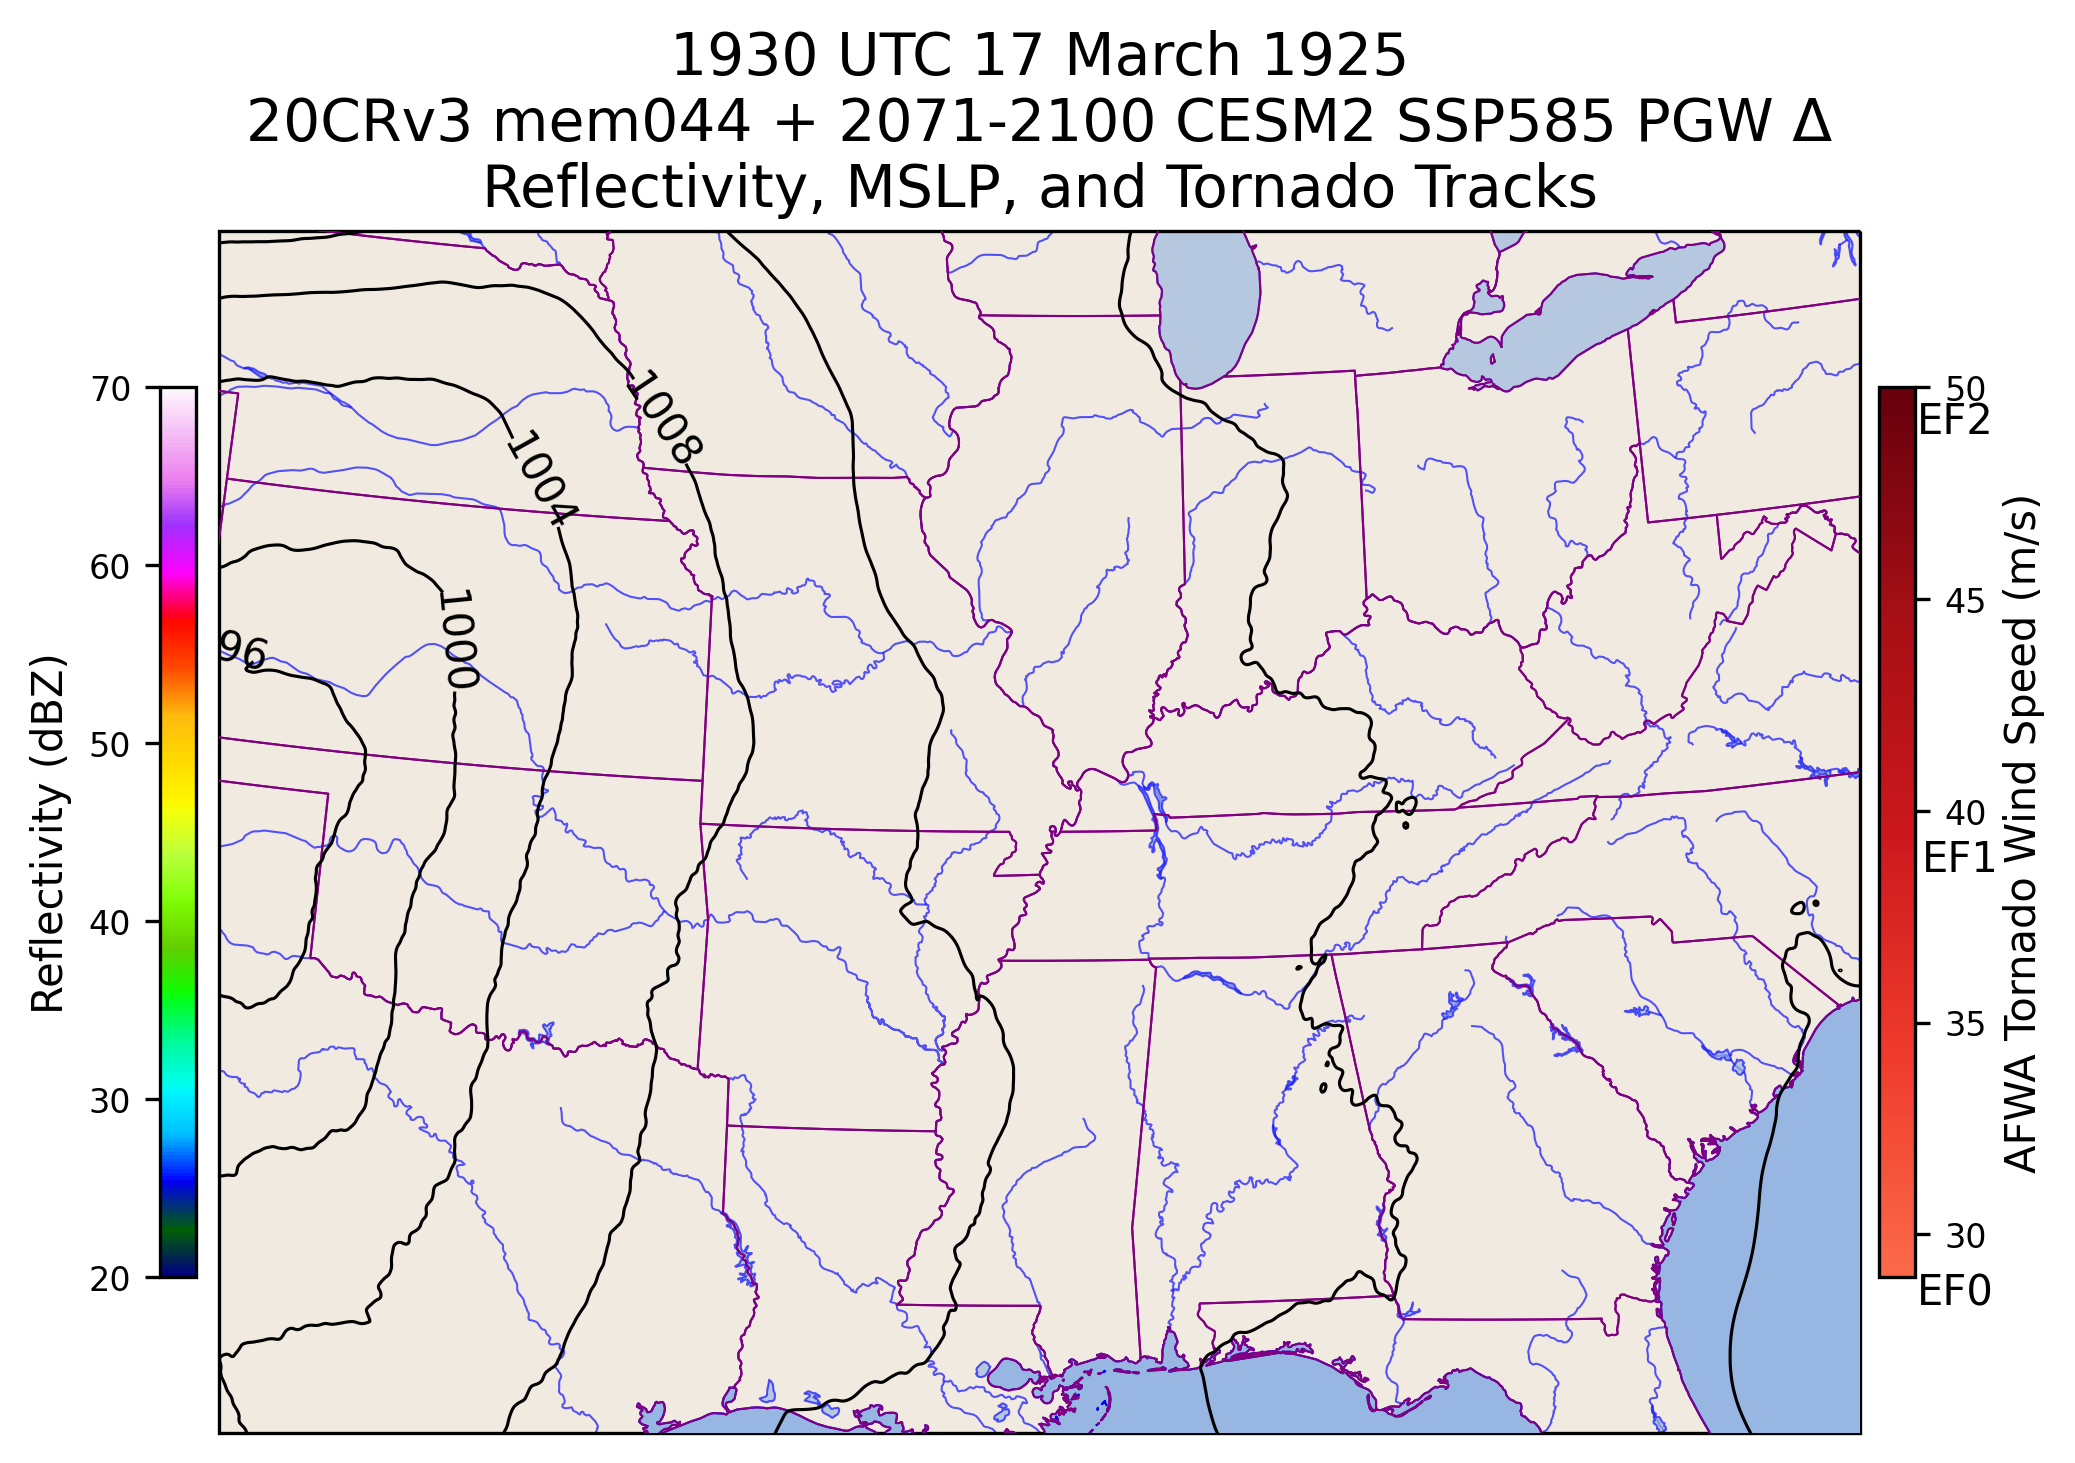 1930 UTC 17 March 1925
20CRv3 mem044 + 2071-2100 CESM2 SSP585 PGW Δ
Reflectivity, MSLP, and Tornado Tracks
Reflectivity (dBZ)
70
60
50
40
30
20
1008
1004
1000
96
50
EF2
45
40
EF1
35
30
EF0
AFWA Tornado Wind Speed (m/s)